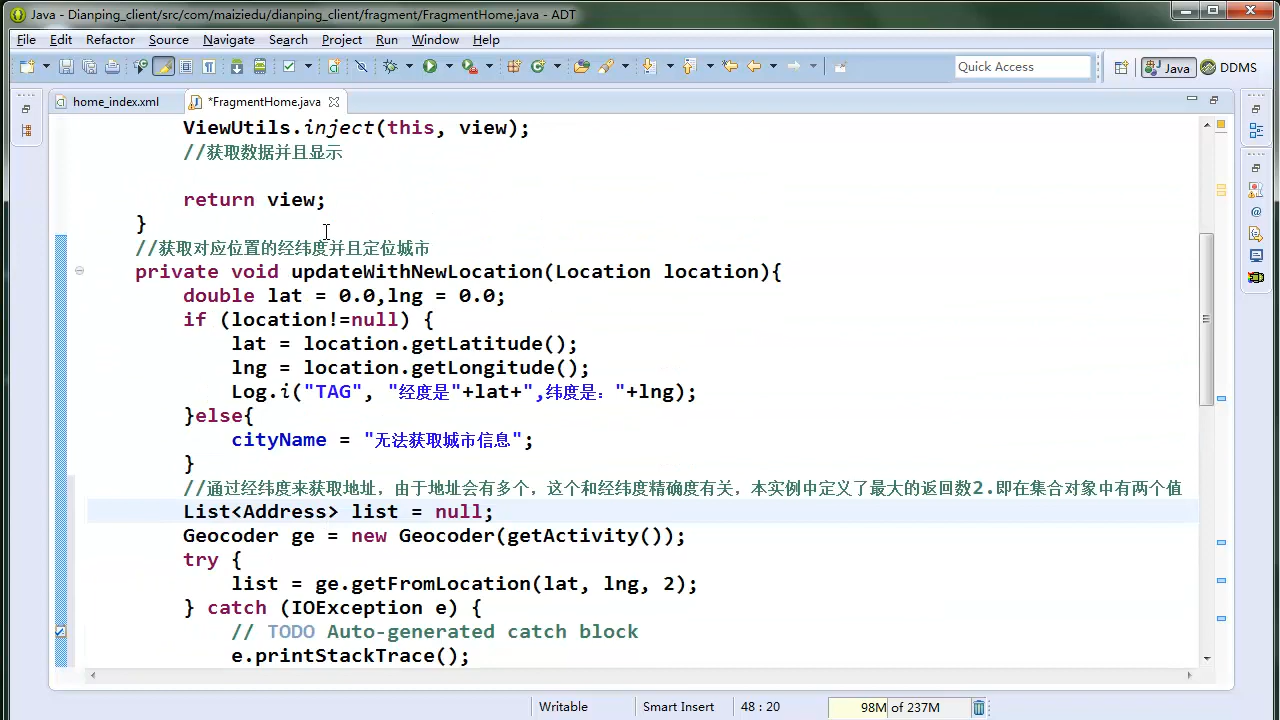 Java - Dianping_client/src/com/maiziedu/dianping_client/fragment/FragmentHome.java - ADT
File Edit Refactor Source Navigate Search Project Run Window Help
Quick Access
Java
DDMS
home_index.xml
*FragmentHome.java
ViewUtils.inject(this, view);
//获取数据并且显示
return view;
}
//获取对应位置的经纬度并且定位城市
private void updateWithNewLocation(Location location){
double lat = 0.0,lng = 0.0;
if (location!=null) {
lat = location.getLatitude();
lng = location.getLongitude();
Log.i("TAG", "经度是"+lat+",纬度是："+lng);
}else{
cityName = "无法获取城市信息";
}
//通过经纬度来获取地址，由于地址会有多个，这个和经纬度精确度有关，本实例中定义了最大的返回数2.即在集合对象中有两个值
List<Address> list = null;
Geocoder ge = new Geocoder(getActivity());
try {
list = ge.getFromLocation(lat, lng, 2);
} catch (IOException e) {
// TODO Auto-generated catch block
e.printStackTrace();
Writable
Smart Insert
48 : 20
98M of 237M